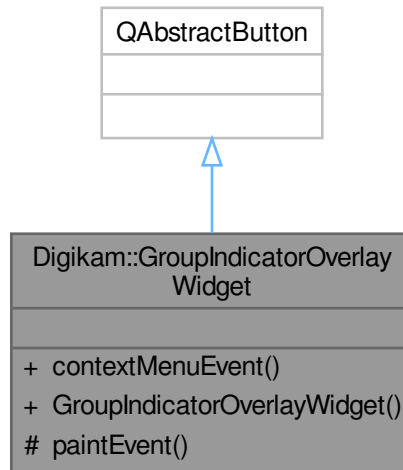 QAbstractButton
Digikam::GroupIndicatorOverlay
Widget
+ contextMenuEvent()
+ GroupIndicatorOverlayWidget()
# paintEvent()